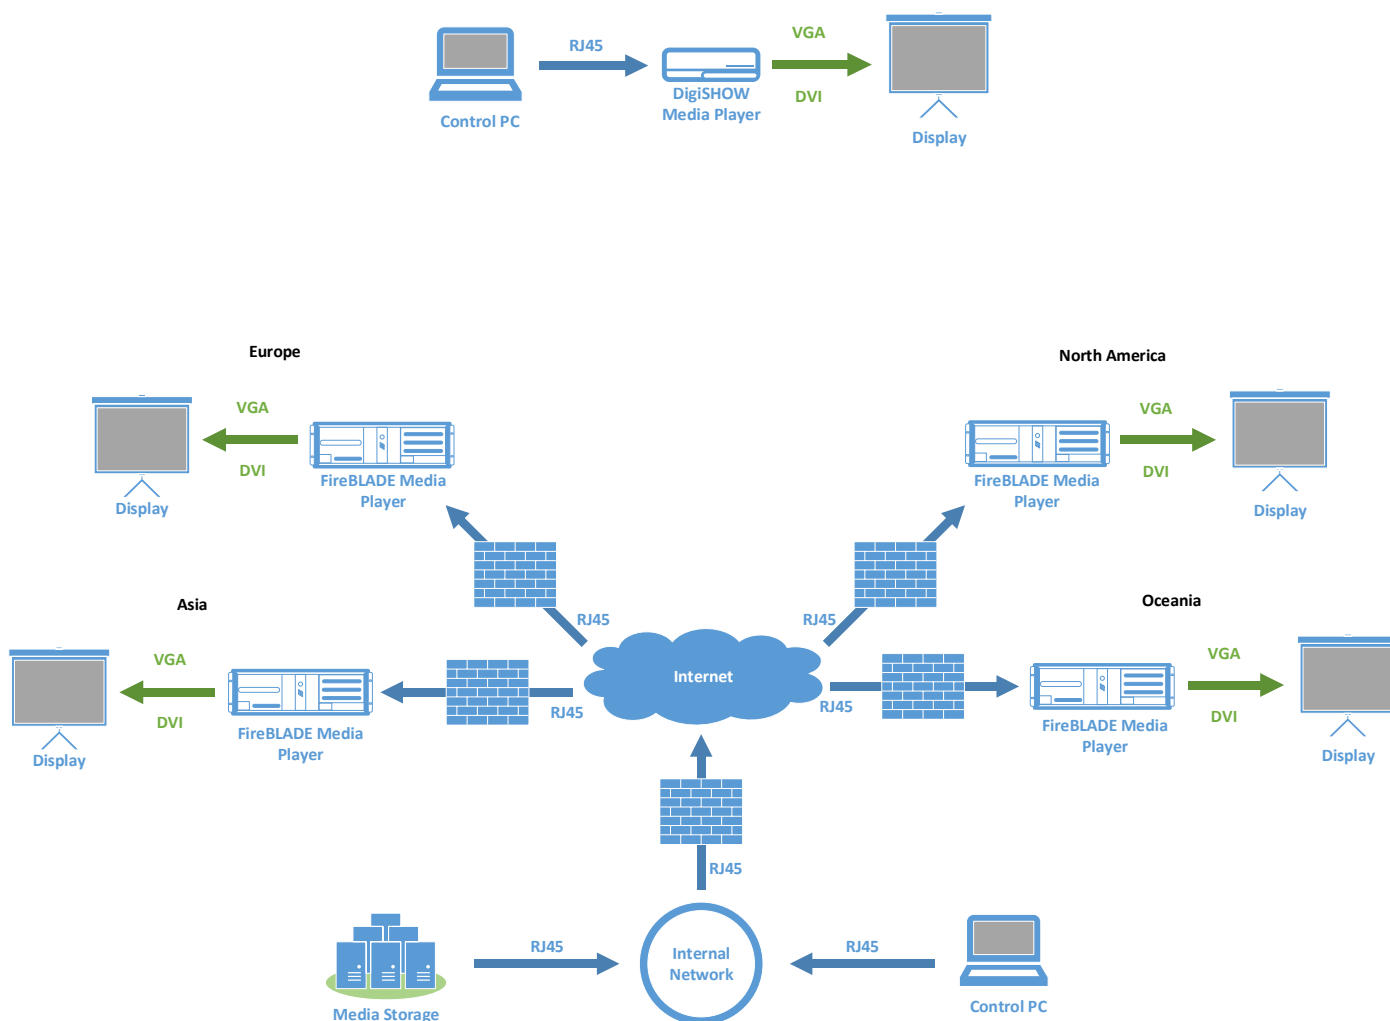 VGA
RJ45
DigiSHOW
Media Player
DVI
Control PC
Display
Europe
North America
VGA
DVI
FireBLADE Media
Player
Display
VGA
DVI
FireBLADE Media
Player
Display
RJ45
RJ45
Asia
Oceania
VGA
DVI
FireBLADE Media
Player
Display
RJ45
Internet
RJ45
VGA
DVI
FireBLADE Media
Player
Display
RJ45
RJ45
Internal
Network
RJ45
Media Storage
Control PC